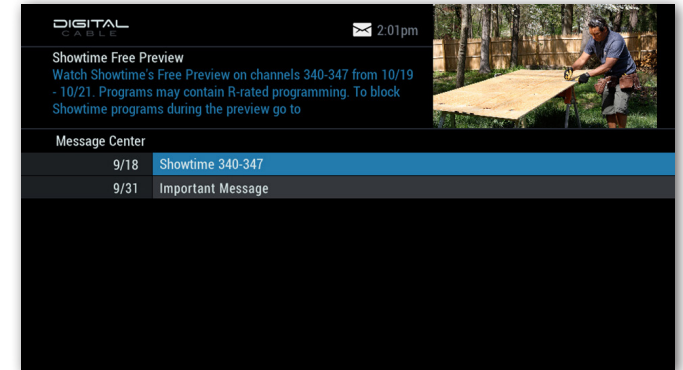 DIGITAL
CABLE
2:01pm
Showtime Free Preview
Watch Showtime's Free Preview on channels 340-347 from 10/19
- 10/21. Programs may contain R-rated programming. To block
Showtime programs during the preview go to
Message Center
9/18 Showtime 340-347
9/31 Important Message